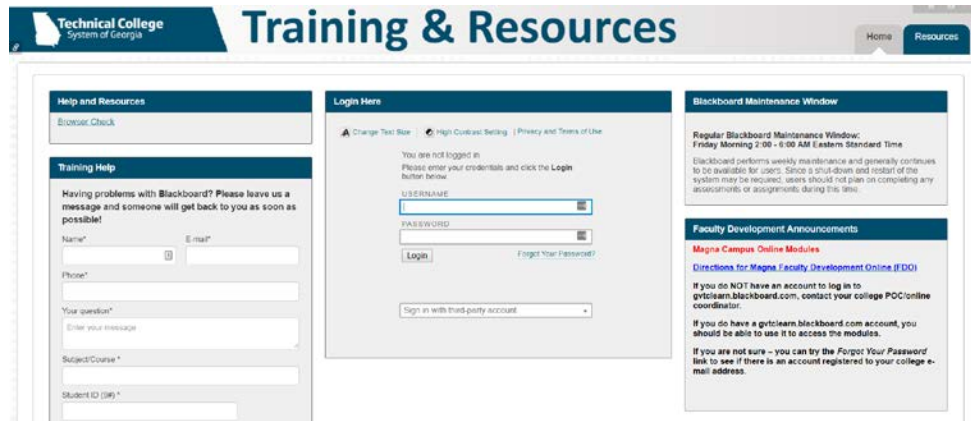 Technical College
System of Georgia
Training & Resources
Home
Resources
Help and Resources
Browser Check
Training Help
Having problems with Blackboard? Please leave us a
message and someone will get back to you as soon as
possible!
Name*
E-mail*
Phone*
Your question*
Enter your message
Subject/Course *
Student ID (9#) *
Login Here
Change Text Size
High Contrast Setting
Privacy and Terms of Use
You are not logged in
Please enter your credentials and click the Login
button below.
USERNAME
PASSWORD
Login
Forgot Your Password?
Sign in with third-party account
Blackboard Maintenance Window
Regular Blackboard Maintenance Window:
Friday Morning 2:00 - 6:00 AM Eastern Standard Time
Blackboard performs weekly maintenance and generally continues
to be available for users. Since a shut-down and restart of the
system may be required, users should not plan on completing any
assessments or assignments during this time.
Faculty Development Announcements
Magna Campus Online Modules
Directions for Magna Faculty Development Online (FDO)
If you do NOT have an account to log in to
gvtclearn.blackboard.com, contact your college POC/online
coordinator.
If you do have a gvtclearn.blackboard.com account, you
should be able to use it to access the modules.
If you are not sure – you can try the Forgot Your Password
link to see if there is an account registered to your college e-
mail address.